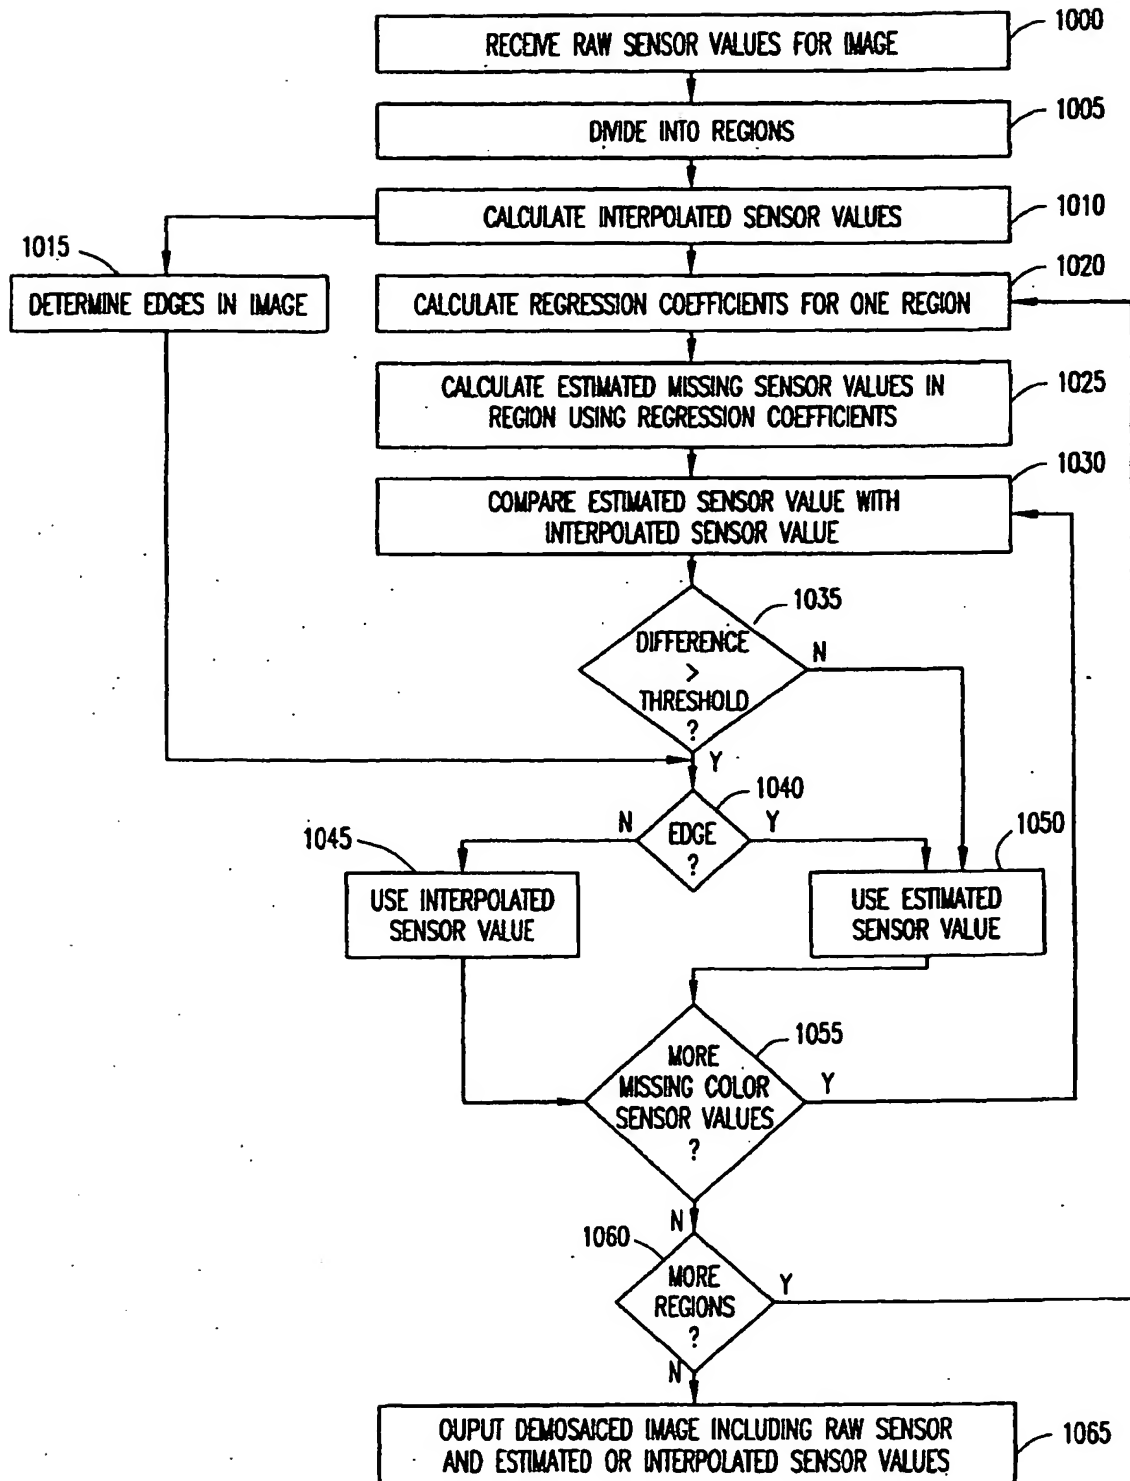 1000
RECEIVE RAW SENSOR VALUES FOR IMAGE
1005
DIVIDE INTO REGIONS
1010
CALCULATE INTERPOLATED SENSOR VALUES
1015
DETERMINE EDGES IN IMAGE
1020
CALCULATE REGRESSION COEFFICIENTS FOR ONE REGION
1025
CALCULATE ESTIMATED MISSING SENSOR VALUES IN
REGION USING REGRESSION COEFFICIENTS
1030
COMPARE ESTIMATED SENSOR VALUE WITH
INTERPOLATED SENSOR VALUE
1035
DIFFERENCE
>
THRESHOLD
?
N
Y
1040
EDGE
?
N
Y
1045
USE INTERPOLATED
SENSOR VALUE
1050
USE ESTIMATED
SENSOR VALUE
1055
MORE
MISSING COLOR
SENSOR VALUES
?
Y
N
1060
MORE
REGIONS
?
Y
N
OUPUT DEMOSAICED IMAGE INCLUDING RAW SENSOR
AND ESTIMATED OR INTERPOLATED SENSOR VALUES
1065